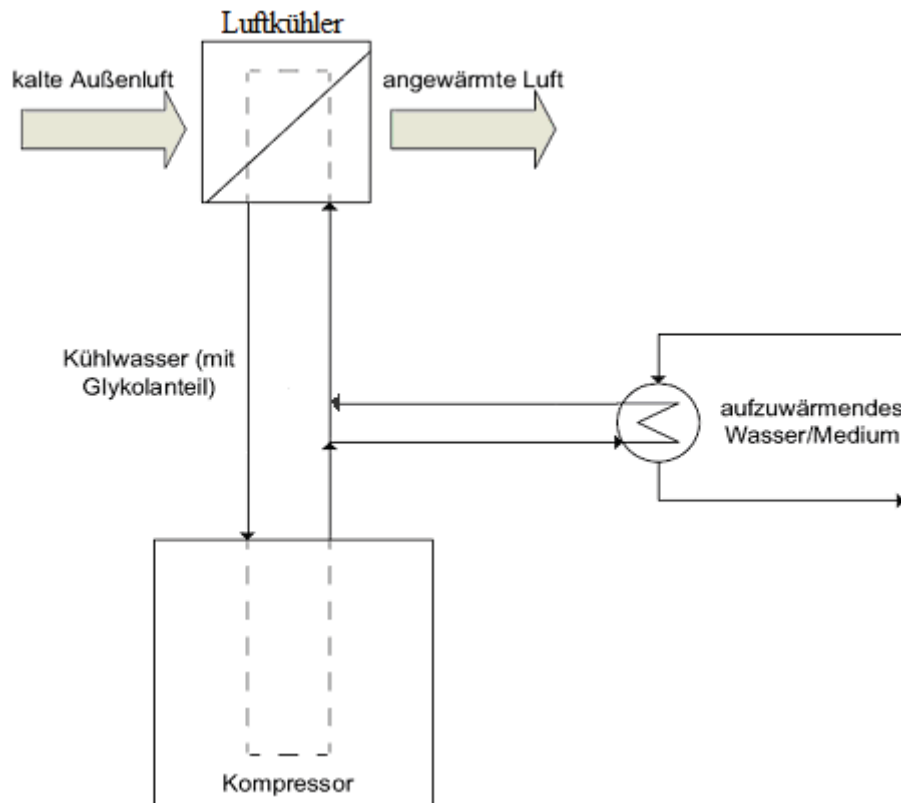 Luftkühler
kalte Außenluft
angewärmte Luft
Kühlwasser (mit
Glykolanteil)
aufzuwärmendes
Wasser/Medium
Kompressor